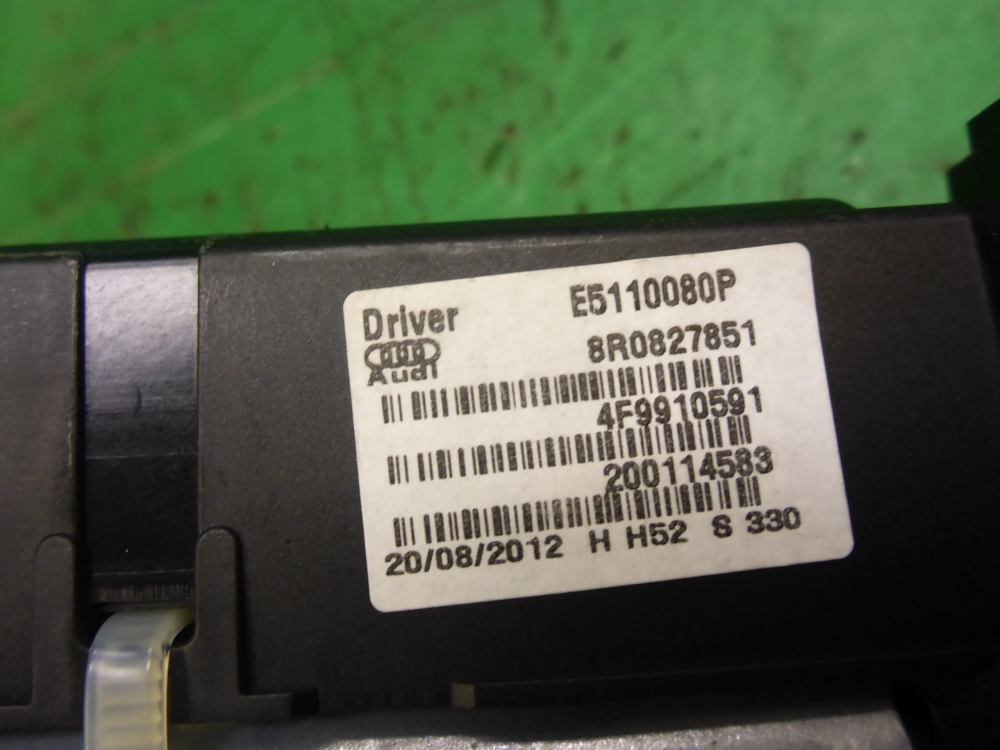 Driver E5110080P
Audi 8R0827851
4F9910591
200114583
20/08/2012 H H52 S 330